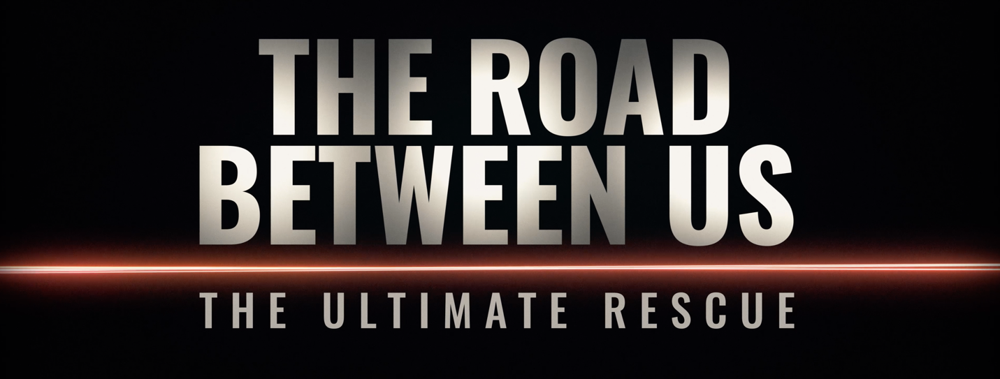 THE ROAD
BETWEEN US
THE ULTIMATE RESCUE